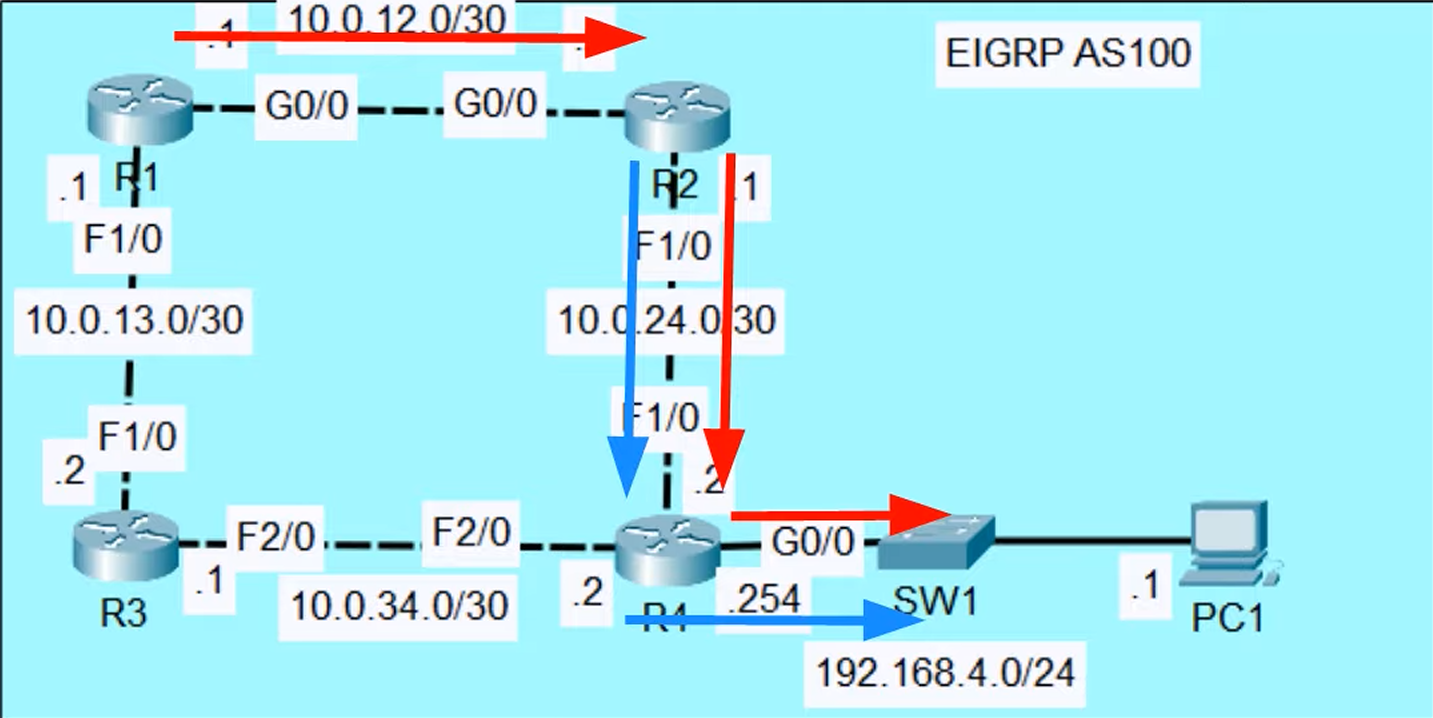 .1
10.0.12.0/30
EIGRP AS100
G0/0
G0/0
R1
R2
.1
.1
F1/0
F1/0
10.0.13.0/30
10.0.24.0/30
F1/0
F1/0
.2
.2
F2/0
F2/0
G0/0
.1
10.0.34.0/30
.2
.254
R3
R4
SW1
.1
PC1
192.168.4.0/24